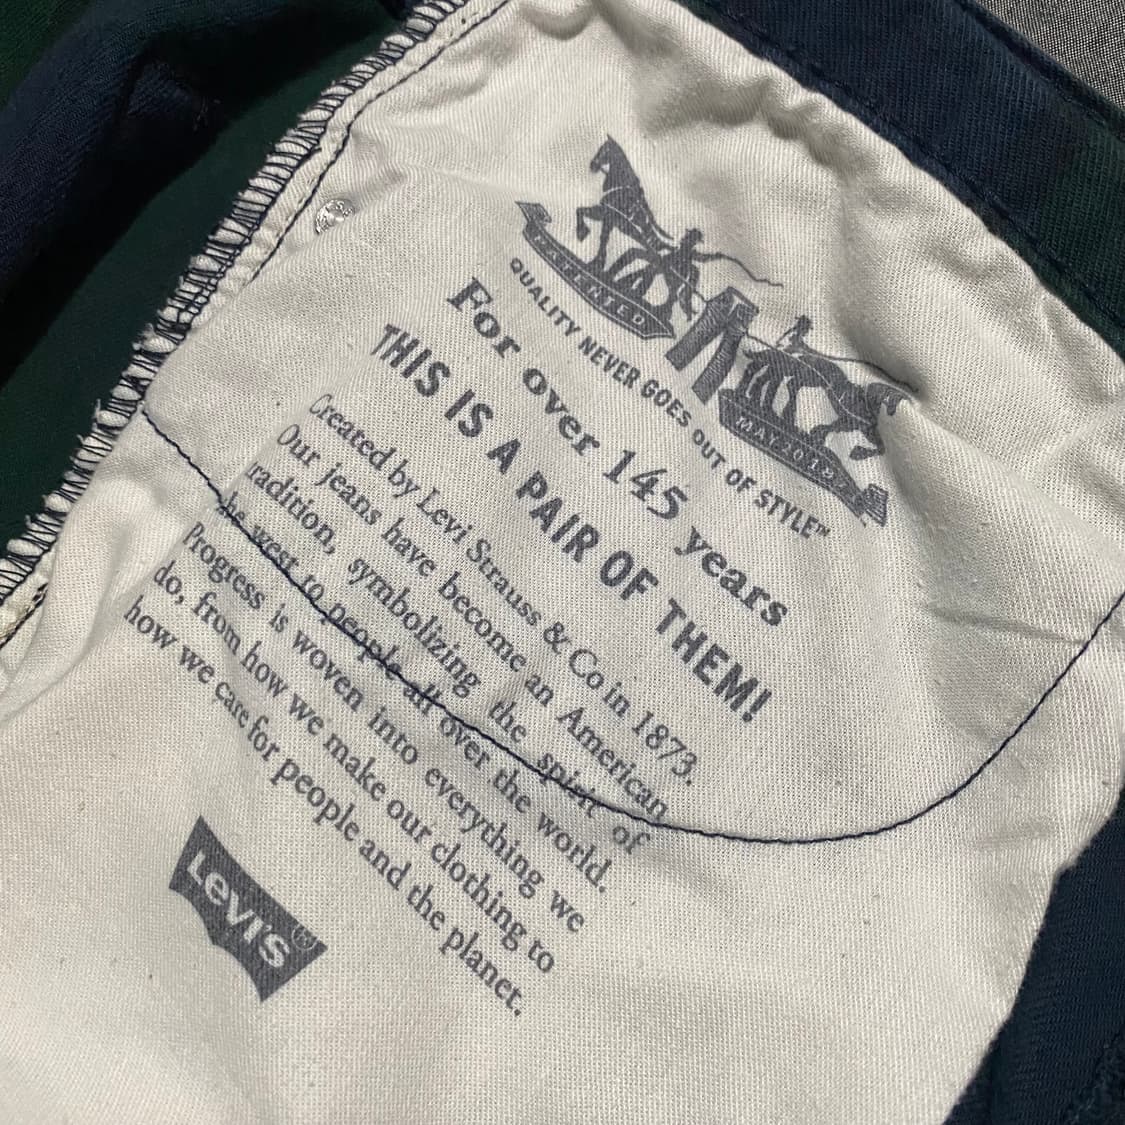 PATENTED
MAY 20 18
QUALITY NEVER GOES OUT OF STYLE™
For over 145 years
THIS IS A PAIR OF THEM!
Created by Levi Strauss & Co in 1873.
Our jeans have become an American
radition, symbolizing the spirit of
he west to people all over the world.
Progress is woven into everything we
do, from how we make our clothing to
how we care for people and the planet.
LEVI'S®